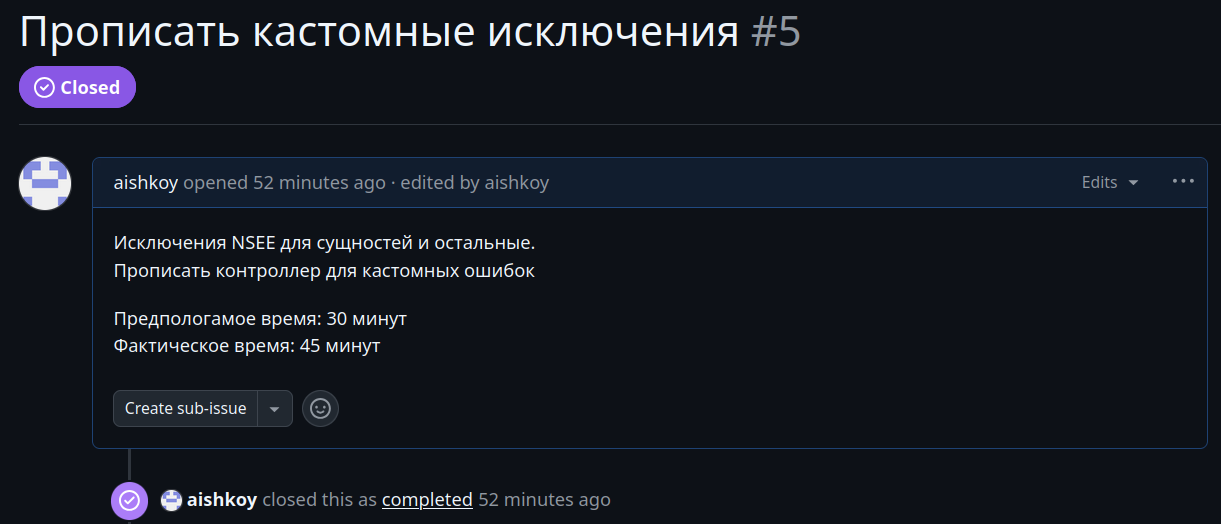 Прописать кастомные исключения #5
Closed
aishkoy opened 52 minutes ago · edited by aishkoy Edits
Исключения NSEE для сущностей и остальные.
Прописать контроллер для кастомных ошибок
Предпологамое время: 30 минут
Фактическое время: 45 минут
Create sub-issue
aishkoy closed this as completed 52 minutes ago